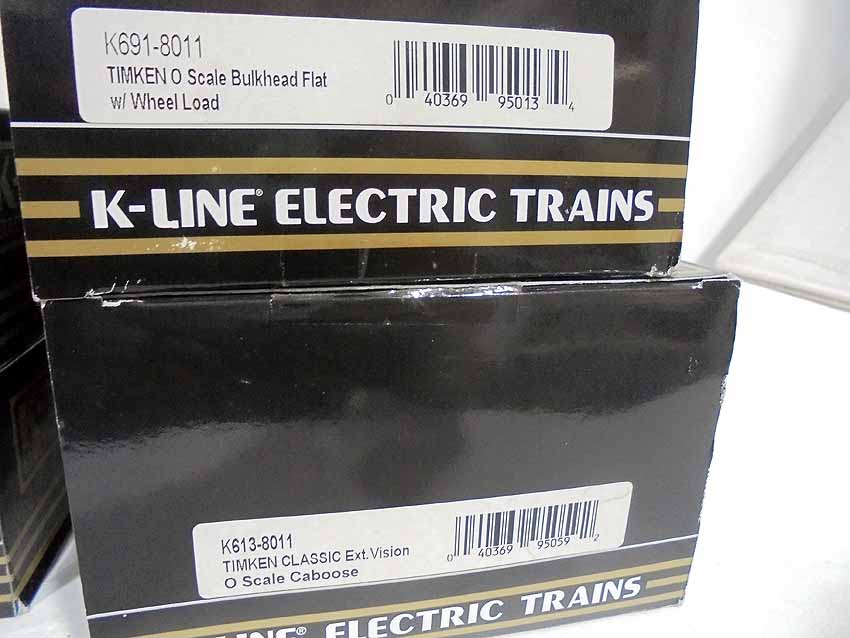 K691-8011
TIMKEN O Scale Bulkhead Flat
w/ Wheel Load
0 40369 95013 4
K-LINE® ELECTRIC TRAINS
K613-8011
TIMKEN CLASSIC Ext.Vision
O Scale Caboose
0 40369 95059 2
K-LINE® ELECTRIC TRAINS